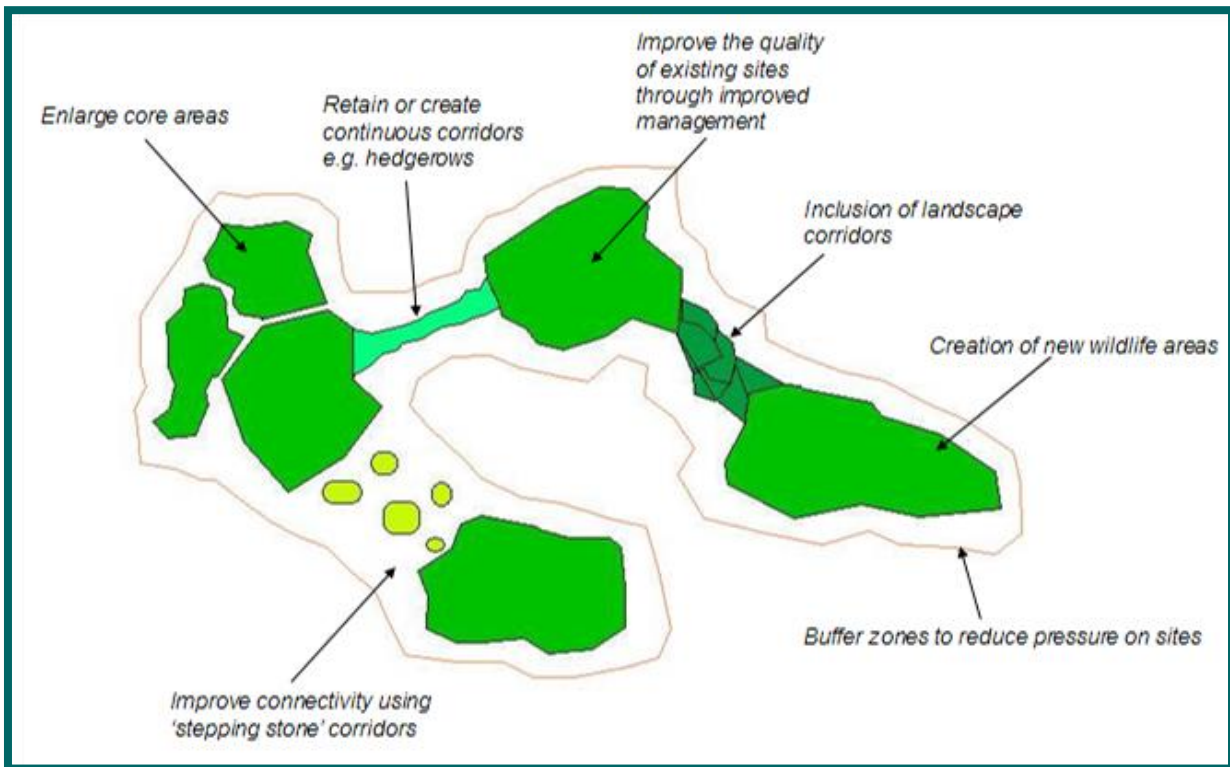 Enlarge core areas
Retain or create
continuous corridors
e.g. hedgerows
Improve the quality
of existing sites
through improved
management
Inclusion of landscape
corridors
Creation of new wildlife areas
Buffer zones to reduce pressure on sites
Improve connectivity using
‘stepping stone’ corridors